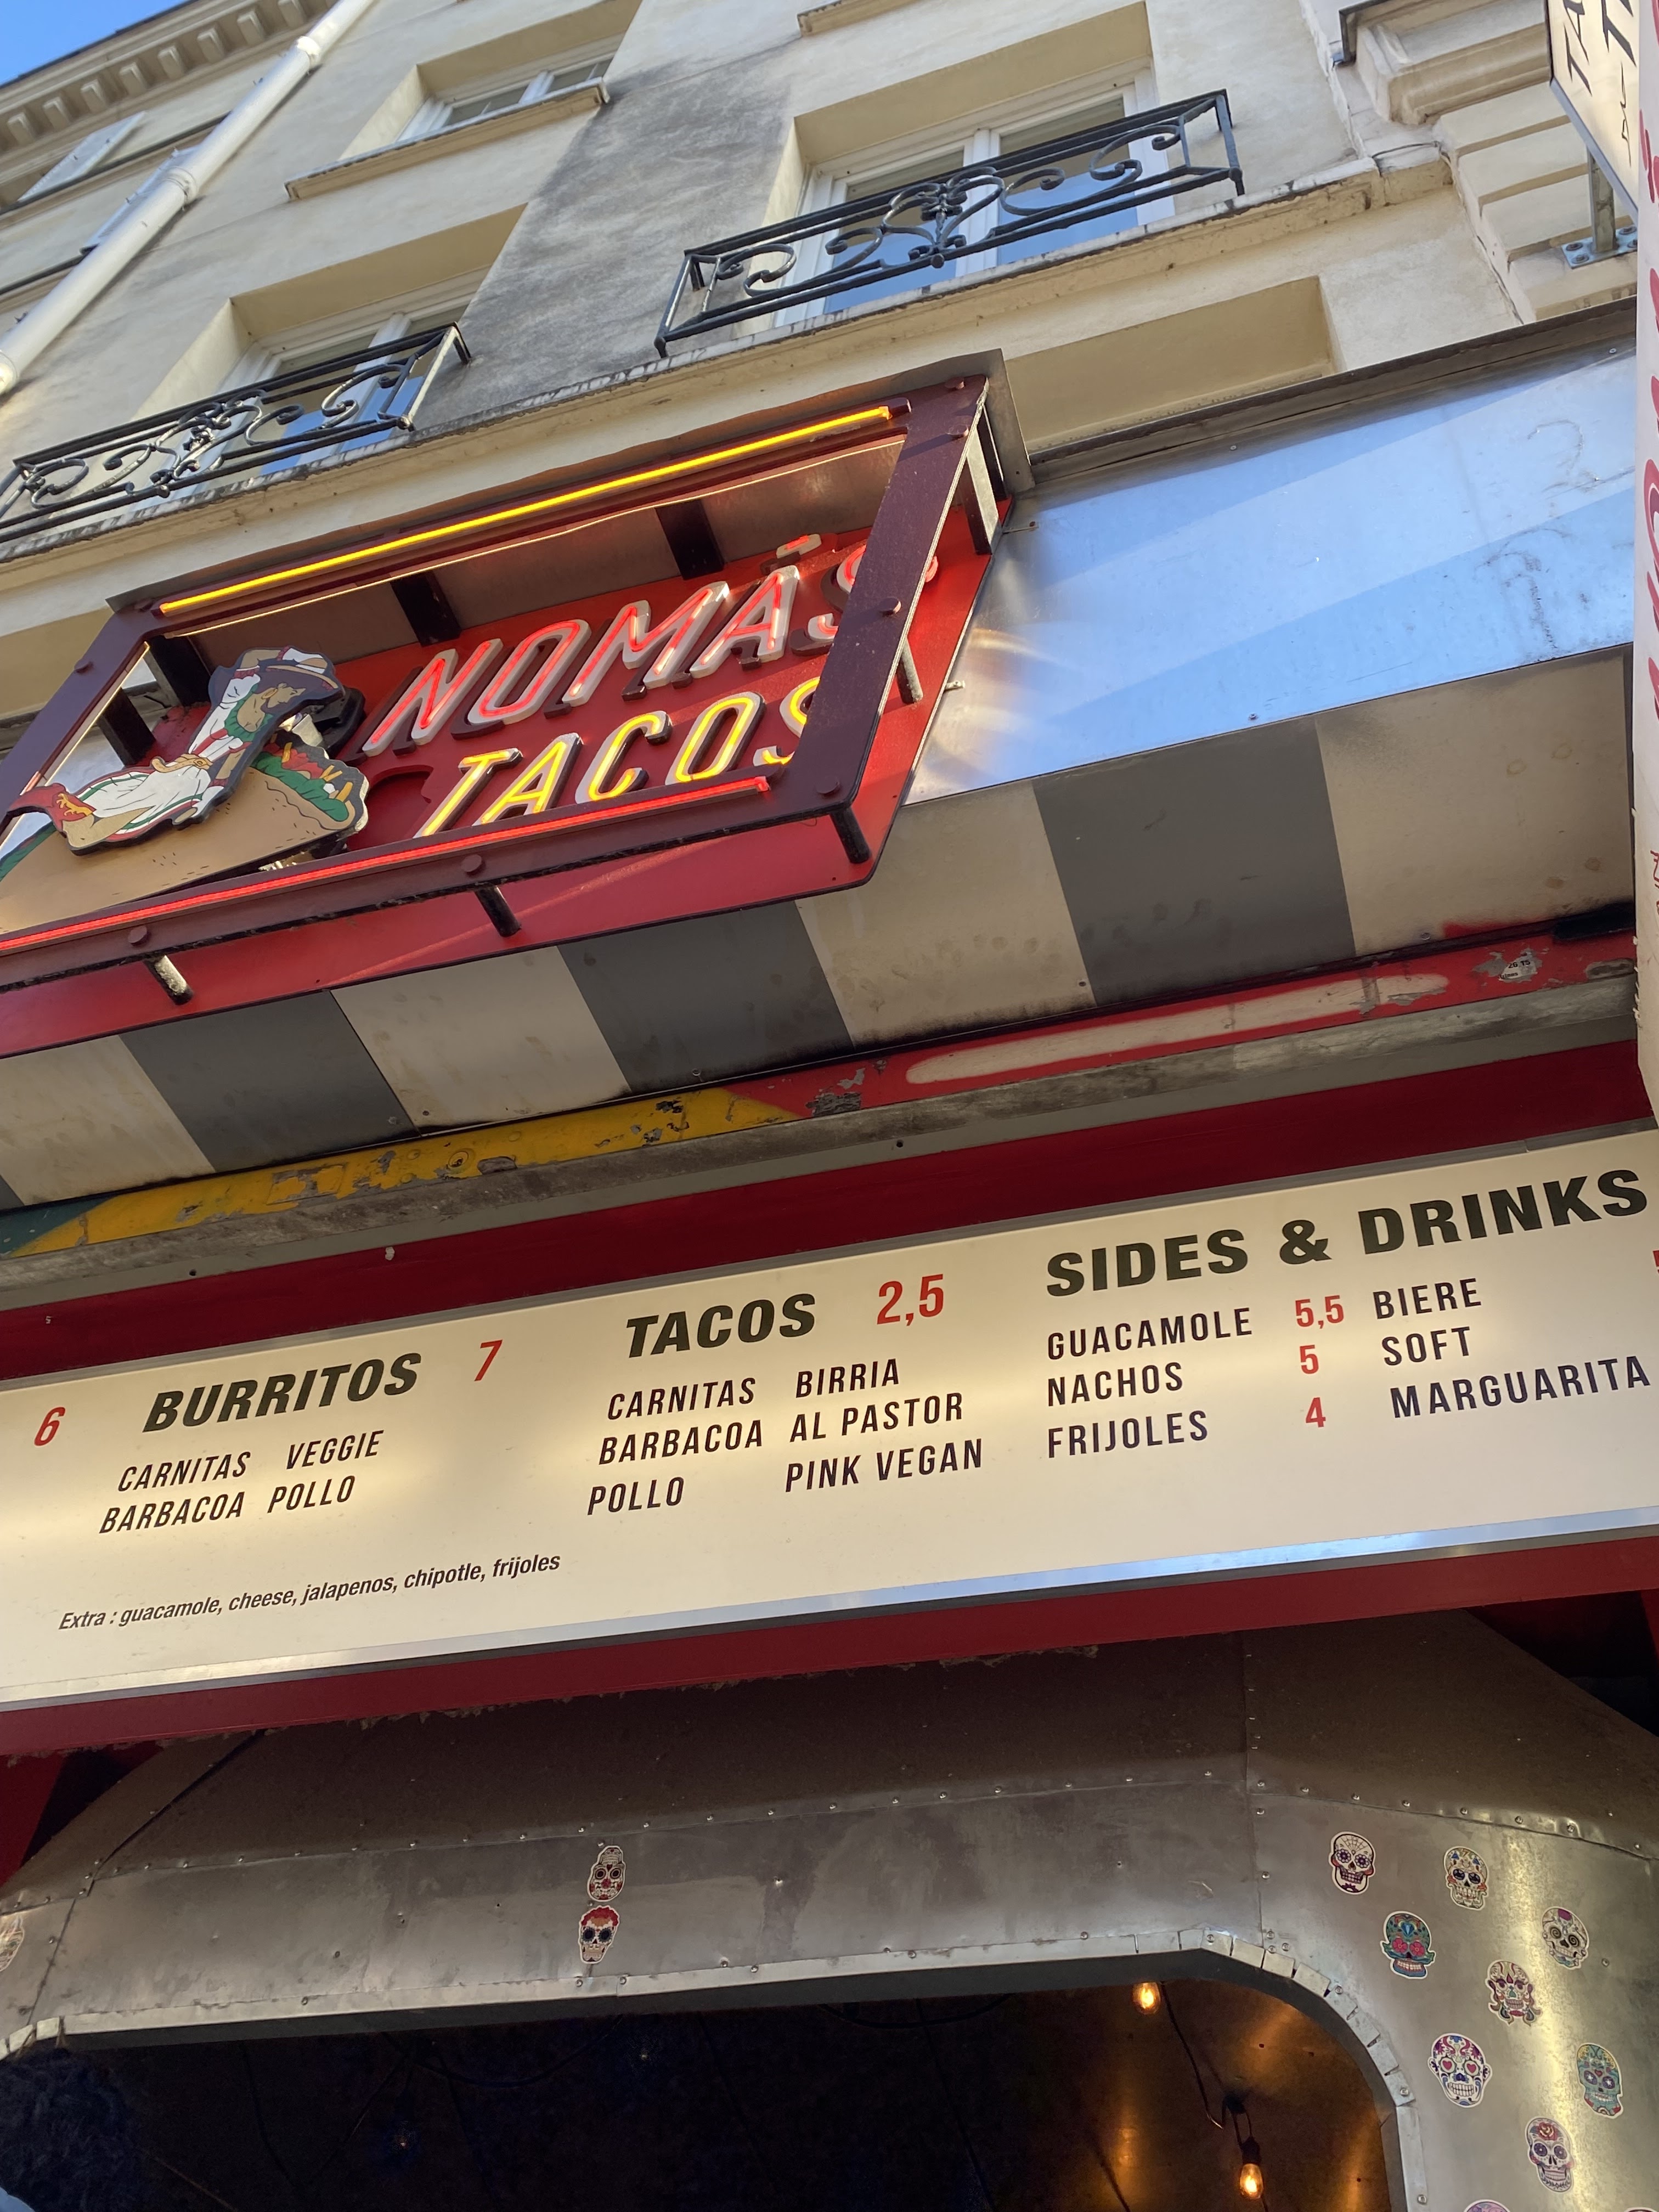 NOMÁS
TACOS
6
BURRITOS 7
CARNITAS VEGGIE
BARBACOA POLLO
Extra : guacamole, cheese, jalapenos, chipotle, frijoles
TACOS 2,5
CARNITAS BIRRIA
BARBACOA AL PASTOR
POLLO PINK VEGAN
SIDES & DRINKS
GUACAMOLE 5,5 BIERE
NACHOS 5 SOFT
FRIJOLES 4 MARGUARITA